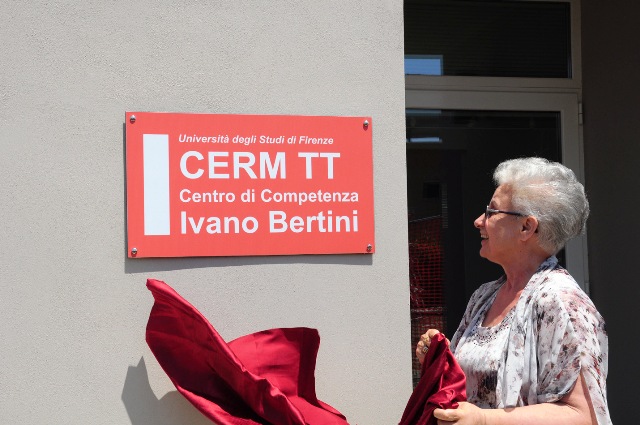 Università degli Studi di Firenze
CERM TT
Centro di Competenza
Ivano Bertini